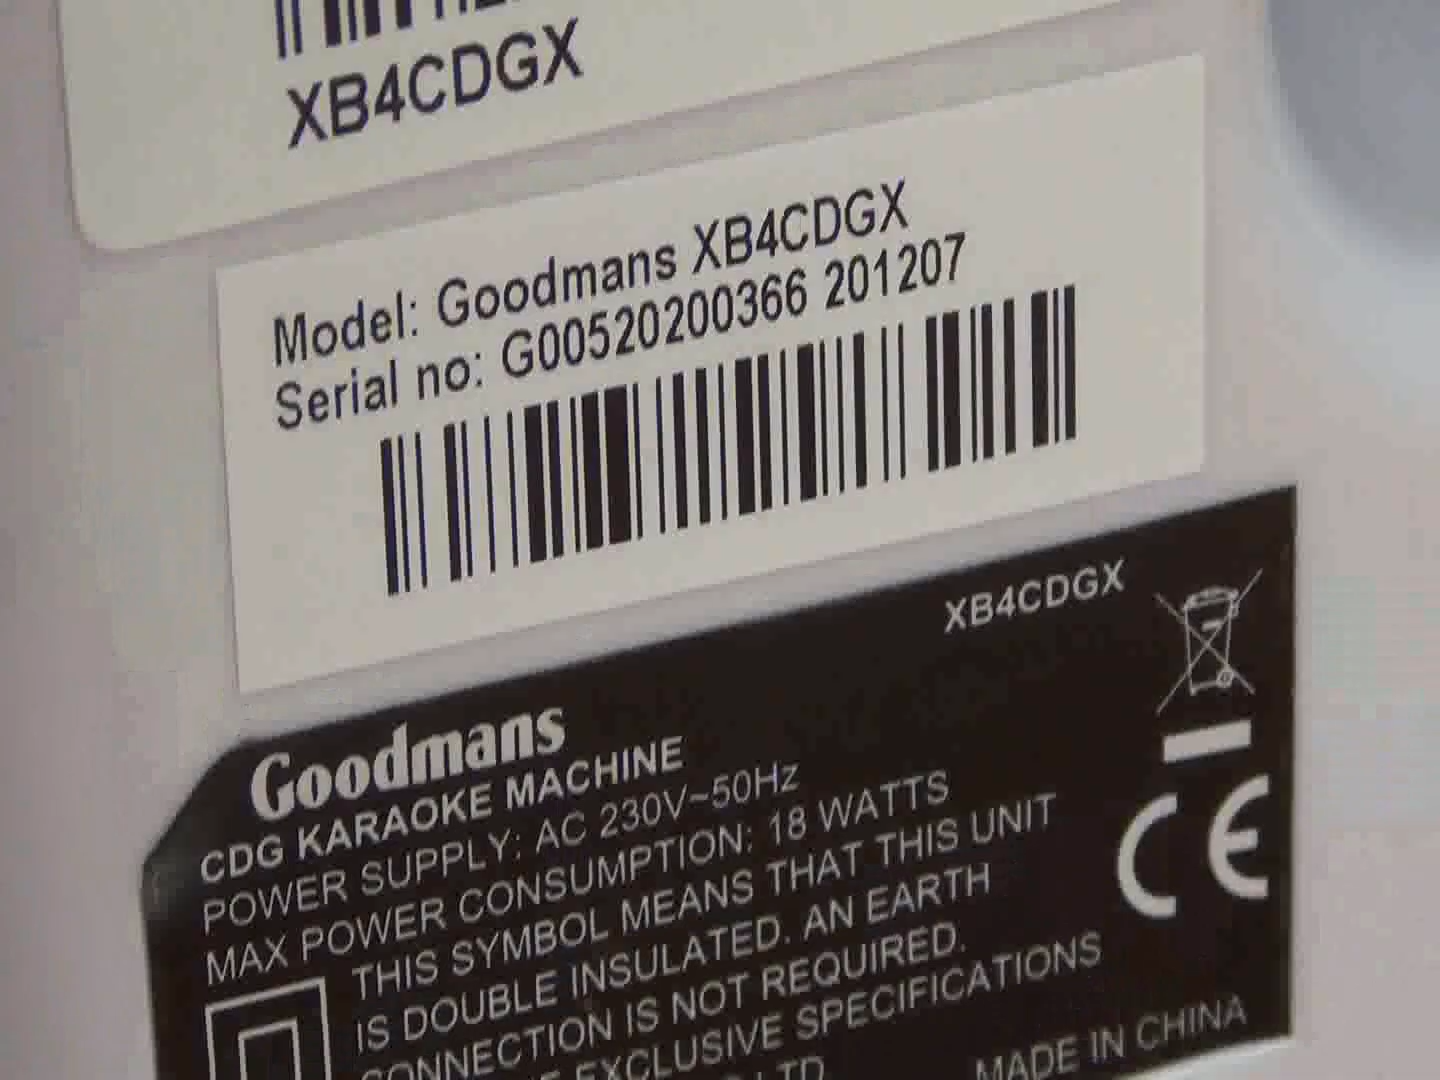 XB4CDGX
Model: Goodmans XB4CDGX
Serial no: G00520200366 201207
XB4CDGX
Goodmans
CDG KARAOKE MACHINE
POWER SUPPLY: AC 230V~50Hz
MAX POWER CONSUMPTION: 18 WATTS
THIS SYMBOL MEANS THAT THIS UNIT
IS DOUBLE INSULATED. AN EARTH
CONNECTION IS NOT REQUIRED.
EXCLUSIVE SPECIFICATIONS
LTD
MADE IN CHINA
CE